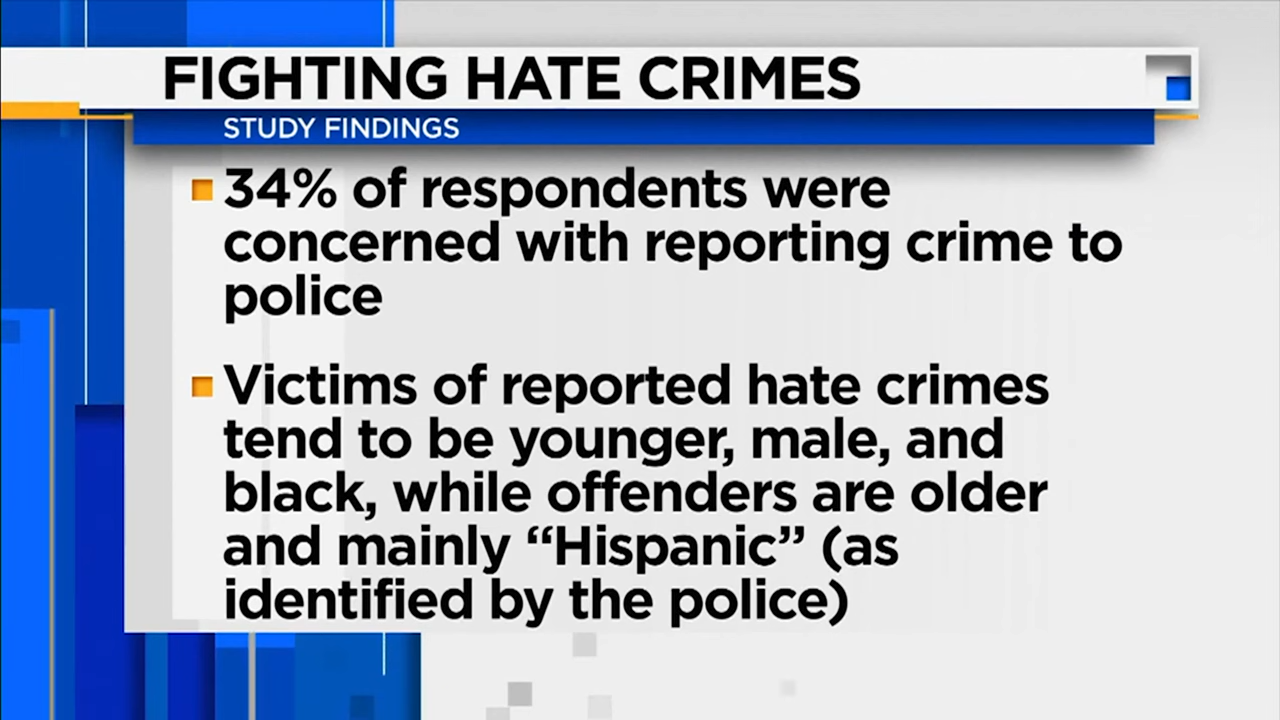 FIGHTING HATE CRIMES
STUDY FINDINGS
34% of respondents were
concerned with reporting crime to
police
Victims of reported hate crimes
tend to be younger, male, and
black, while offenders are older
and mainly “Hispanic” (as
identified by the police)